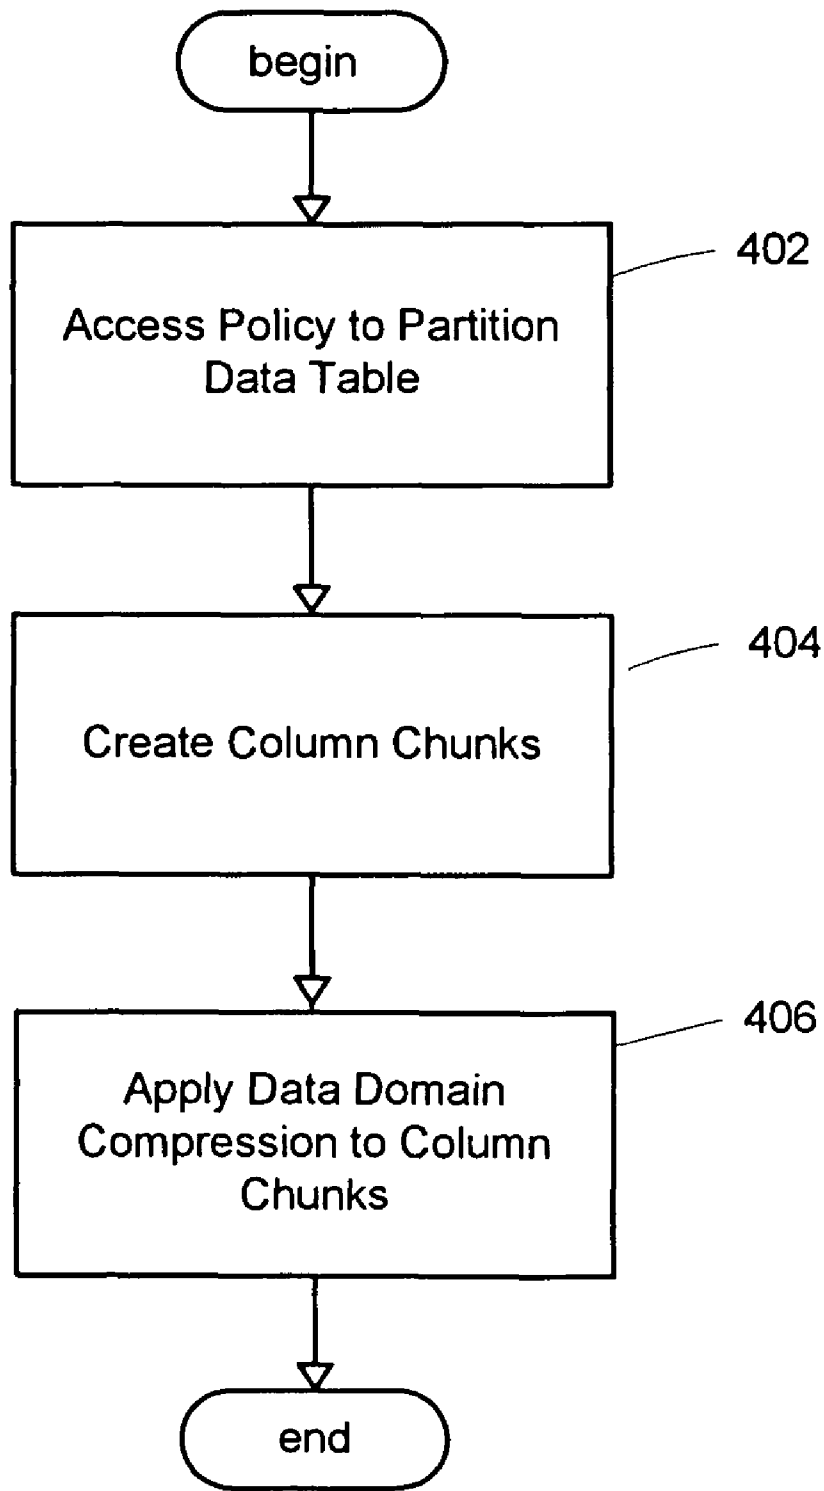 begin
402
Access Policy to Partition
Data Table
404
Create Column Chunks
406
Apply Data Domain
Compression to Column
Chunks
end